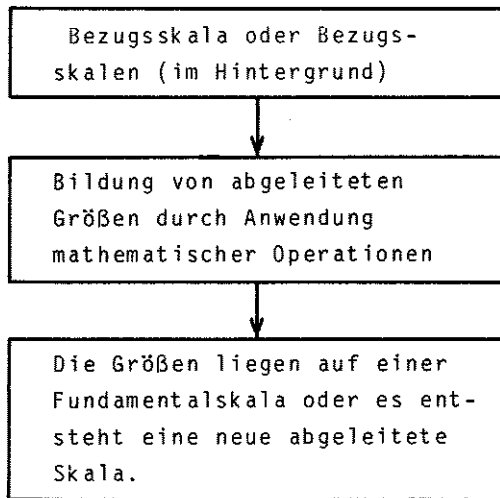 Bezugsskala oder Bezugs-
skalen (im Hintergrund)
Bildung von abgeleiteten
Größen durch Anwendung
mathematischer Operationen
Die Größen liegen auf einer
Fundamentalskala oder es ent-
steht eine neue abgeleitete
Skala.